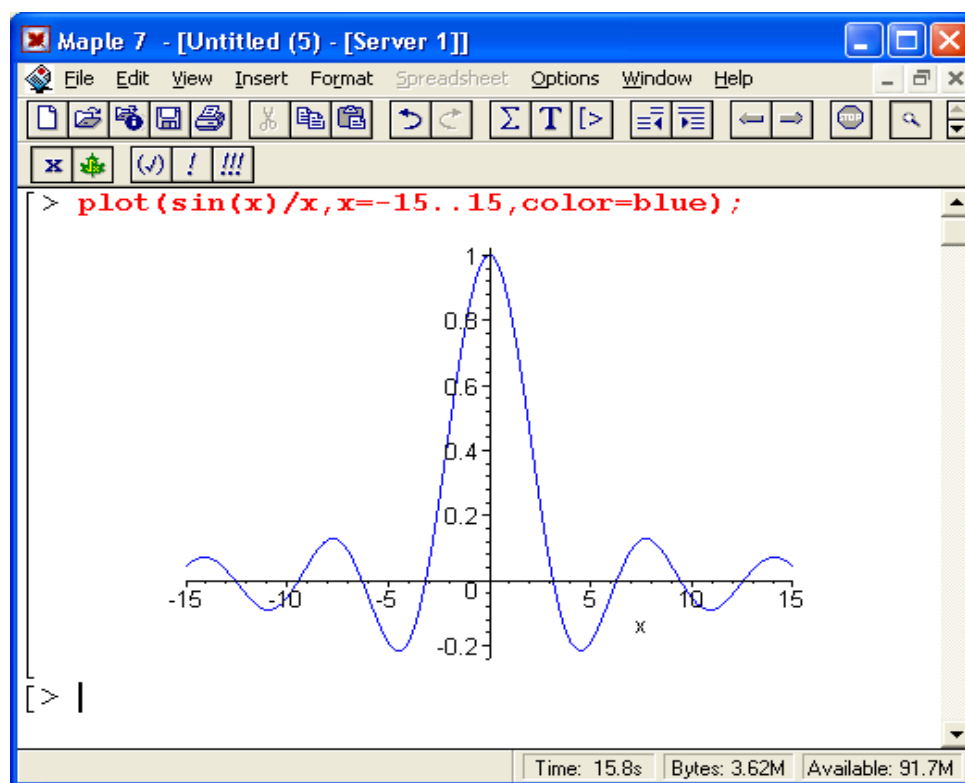 Maple 7 - [Untitled (5) - [Server 1]]
File Edit View Insert Format Spreadsheet Options Window Help
Σ T [>
STOP
x (√) ! !!!
[> plot(sin(x)/x,x=-15..15,color=blue);
1
0.8
0.6
0.4
0.2
0
-15 -10 -5 5 10 15
x
-0.2
[>
Time: 15.8s Bytes: 3.62M Available: 91.7M